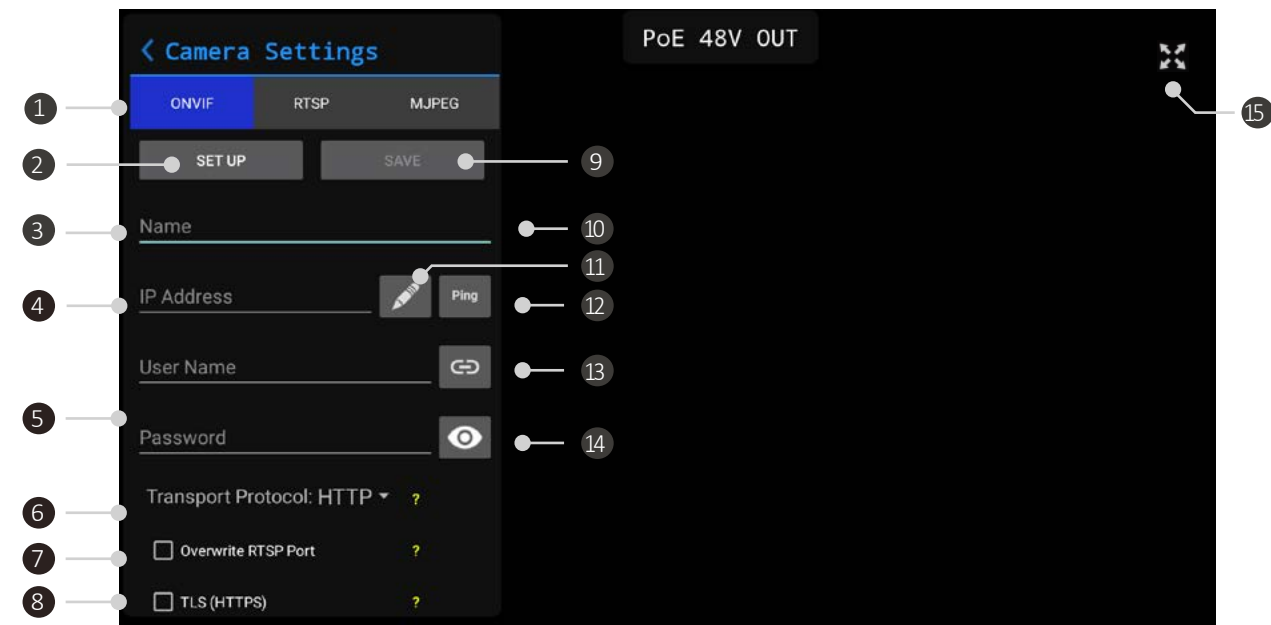 Camera Settings
PoE 48V OUT
1
ONVIF RTSP MJPEG
15
2
SET UP SAVE
9
3
Name
10
11
4
IP Address Ping
12
User Name
13
5
Password
14
6
Transport Protocol: HTTP ?
7
Overwrite RTSP Port ?
8
TLS (HTTPS) ?